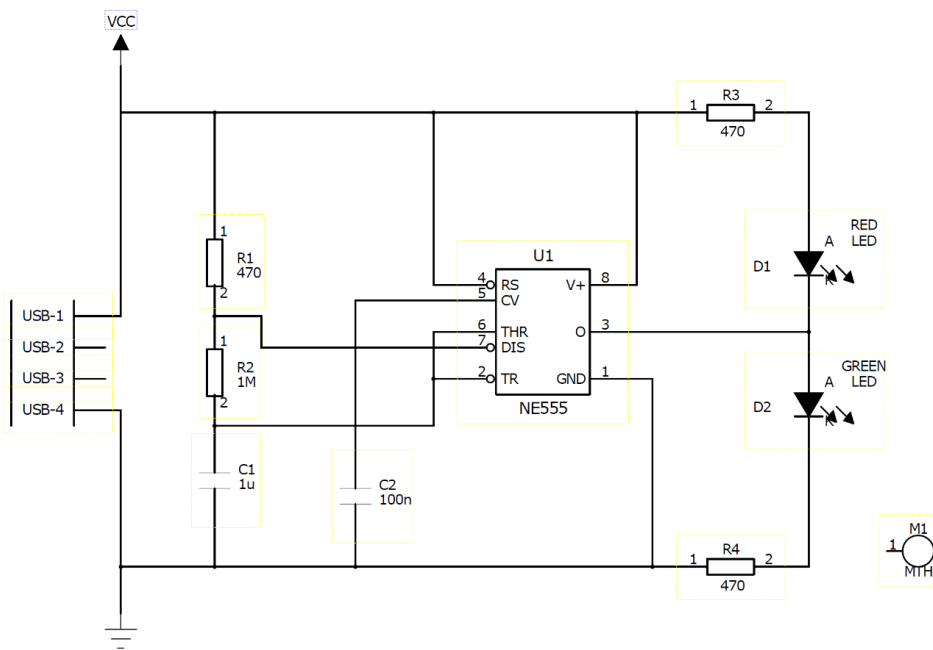 VCC
R3
1
2
470
RED
LED
A
D1
K
1
R1
470
2
U1
4
RS
V+
8
5
CV
6
THR
O
3
7
DIS
2
TR
GND
1
NE555
USB-1
USB-2
USB-3
USB-4
1
R2
1M
2
GREEN
LED
A
D2
K
C1
1u
C2
100n
R4
1
2
470
M1
1
MTH